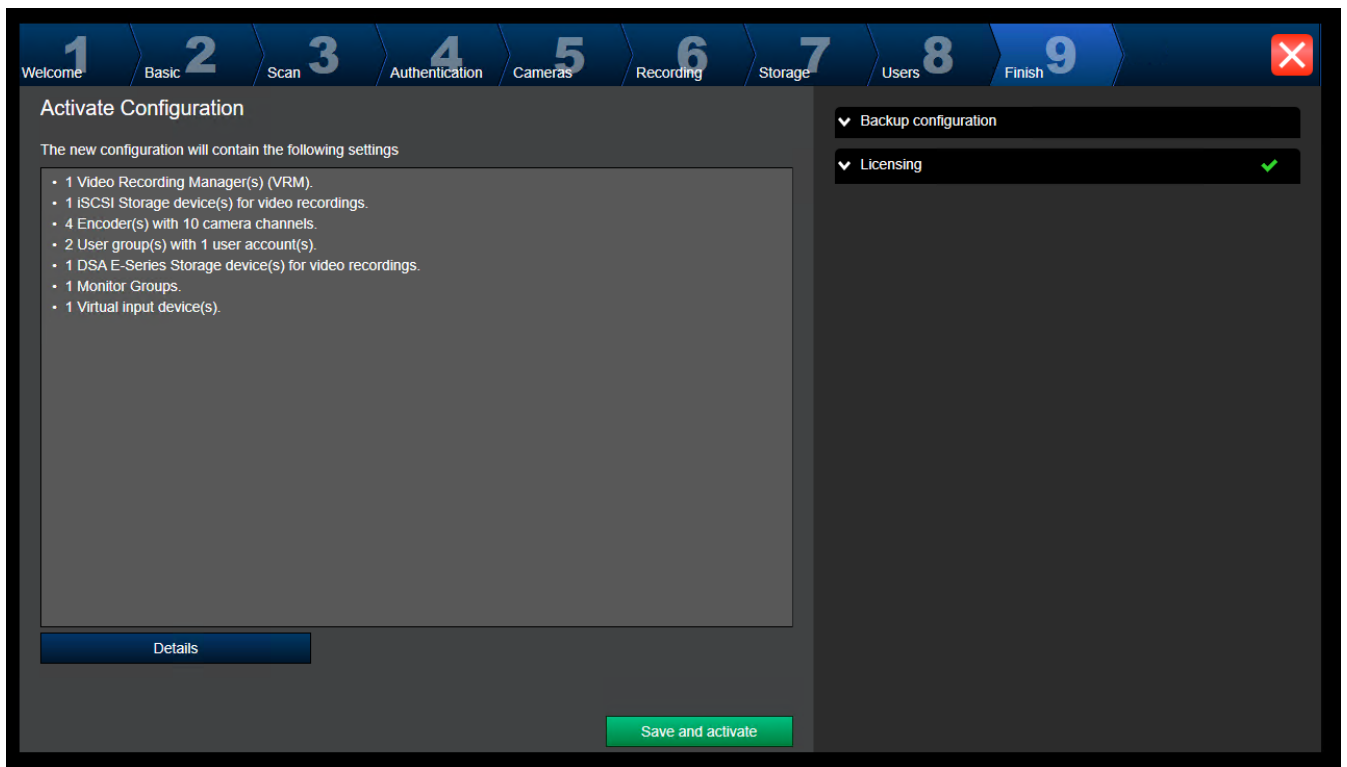 1 2 3 4 5 6 7 8 9
Welcome Basic Scan Authentication Cameras Recording Storage Users Finish
Activate Configuration
The new configuration will contain the following settings
• 1 Video Recording Manager(s) (VRM).
• 1 iSCSI Storage device(s) for video recordings.
• 4 Encoder(s) with 10 camera channels.
• 2 User group(s) with 1 user account(s).
• 1 DSA E-Series Storage device(s) for video recordings.
• 1 Monitor Groups.
• 1 Virtual input device(s).
Details
Save and activate
Backup configuration
Licensing